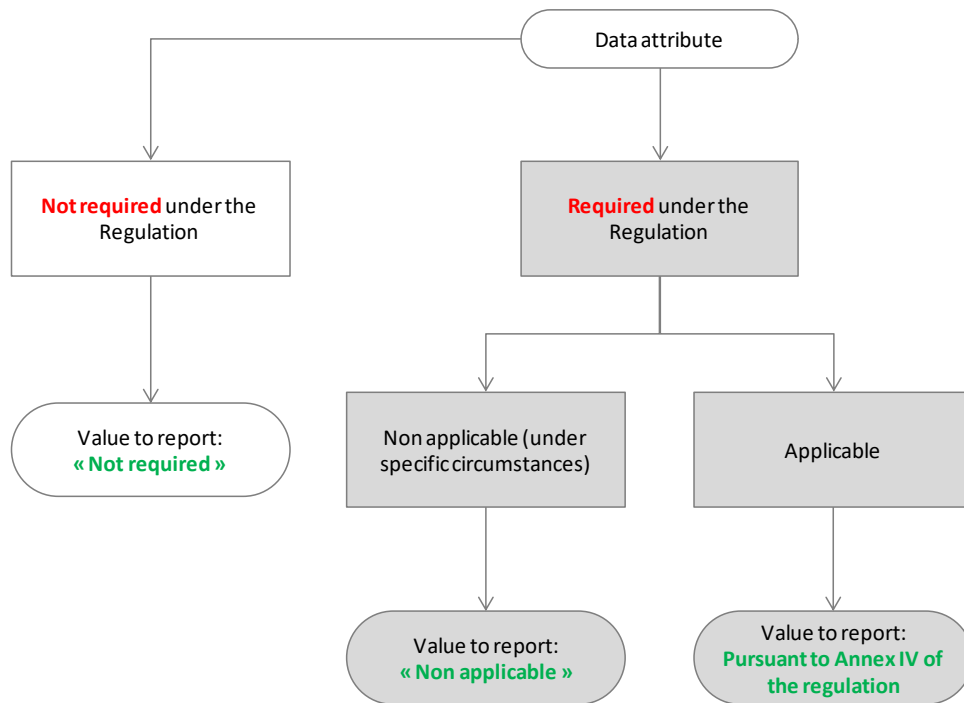 Data attribute
Not required under the
Regulation
Required under the
Regulation
Value to report:
« Not required »
Non applicable (under
specific circumstances)
Applicable
Value to report:
« Non applicable »
Value to report:
Pursuant to Annex IV of
the regulation